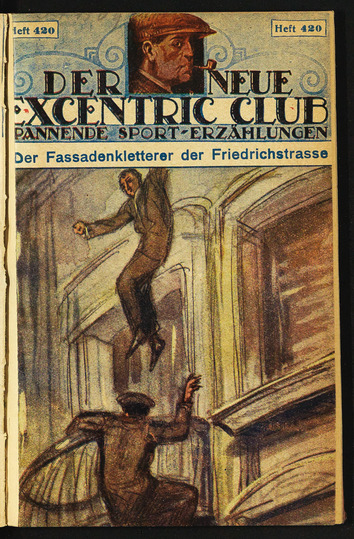 Heft 420
Heft 420
DER NEUE
EXCENTRIC CLUB
SPANNENDE SPORT-ERZÄHLUNGEN
Der Fassadenkletterer der Friedrichstrasse